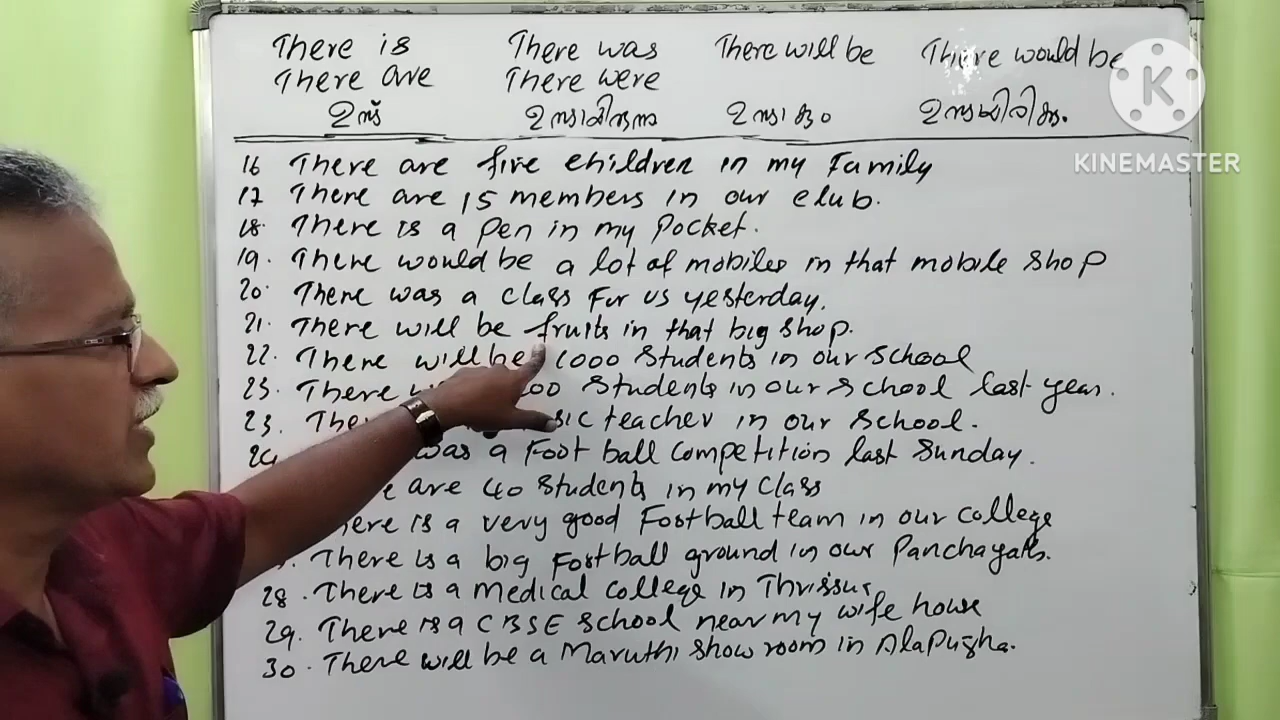 There is There was There will be There would be
There are There were
ഉണ്ട് ഉണ്ടായിരുന്നു ഉണ്ടാകും ഉണ്ടായിരിക്കും.
K
KINEMASTER
16 There are five children in my Family
17 There are 15 members in our club.
18. There is a pen in my pocket.
19. There would be a lot of mobiles in that mobile shop
20. There was a class For us yesterday.
21. There will be fruits in that big shop.
22. There will be 1000 students in our school
23. There students in our school last year.
23. teacher in our school.
24 was a Foot ball competition last Sunday.
are 40 students in my class
is a very good Football team in our college
There is a big Football ground in our Panchayath.
28. There is a Medical college in Thrissur
29. There is a CBSE school near my wife house
30. There will be a Maruthi show room in Alapuzha.